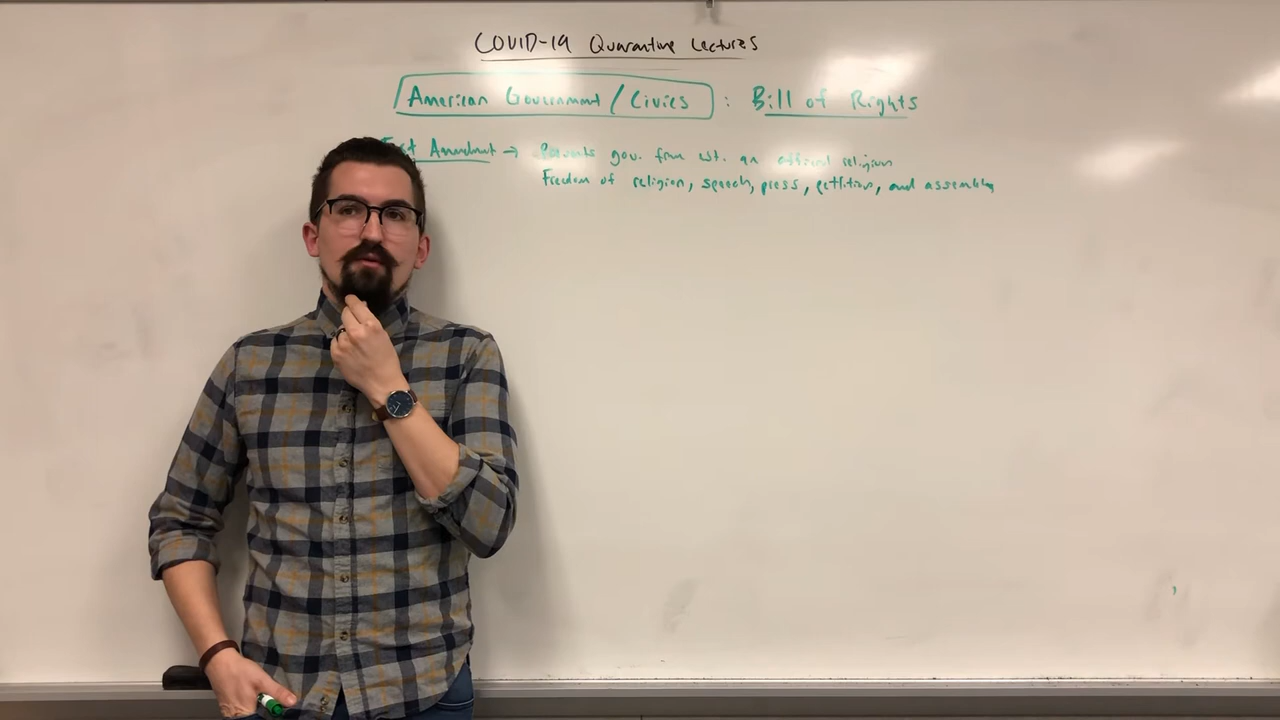 COVID-19 Quarantine Lectures
American Government / Civics : Bill of Rights
First Amendment → Prevents gov. from est. an official religion
Freedom of religion, speech, press, petition, and assembly